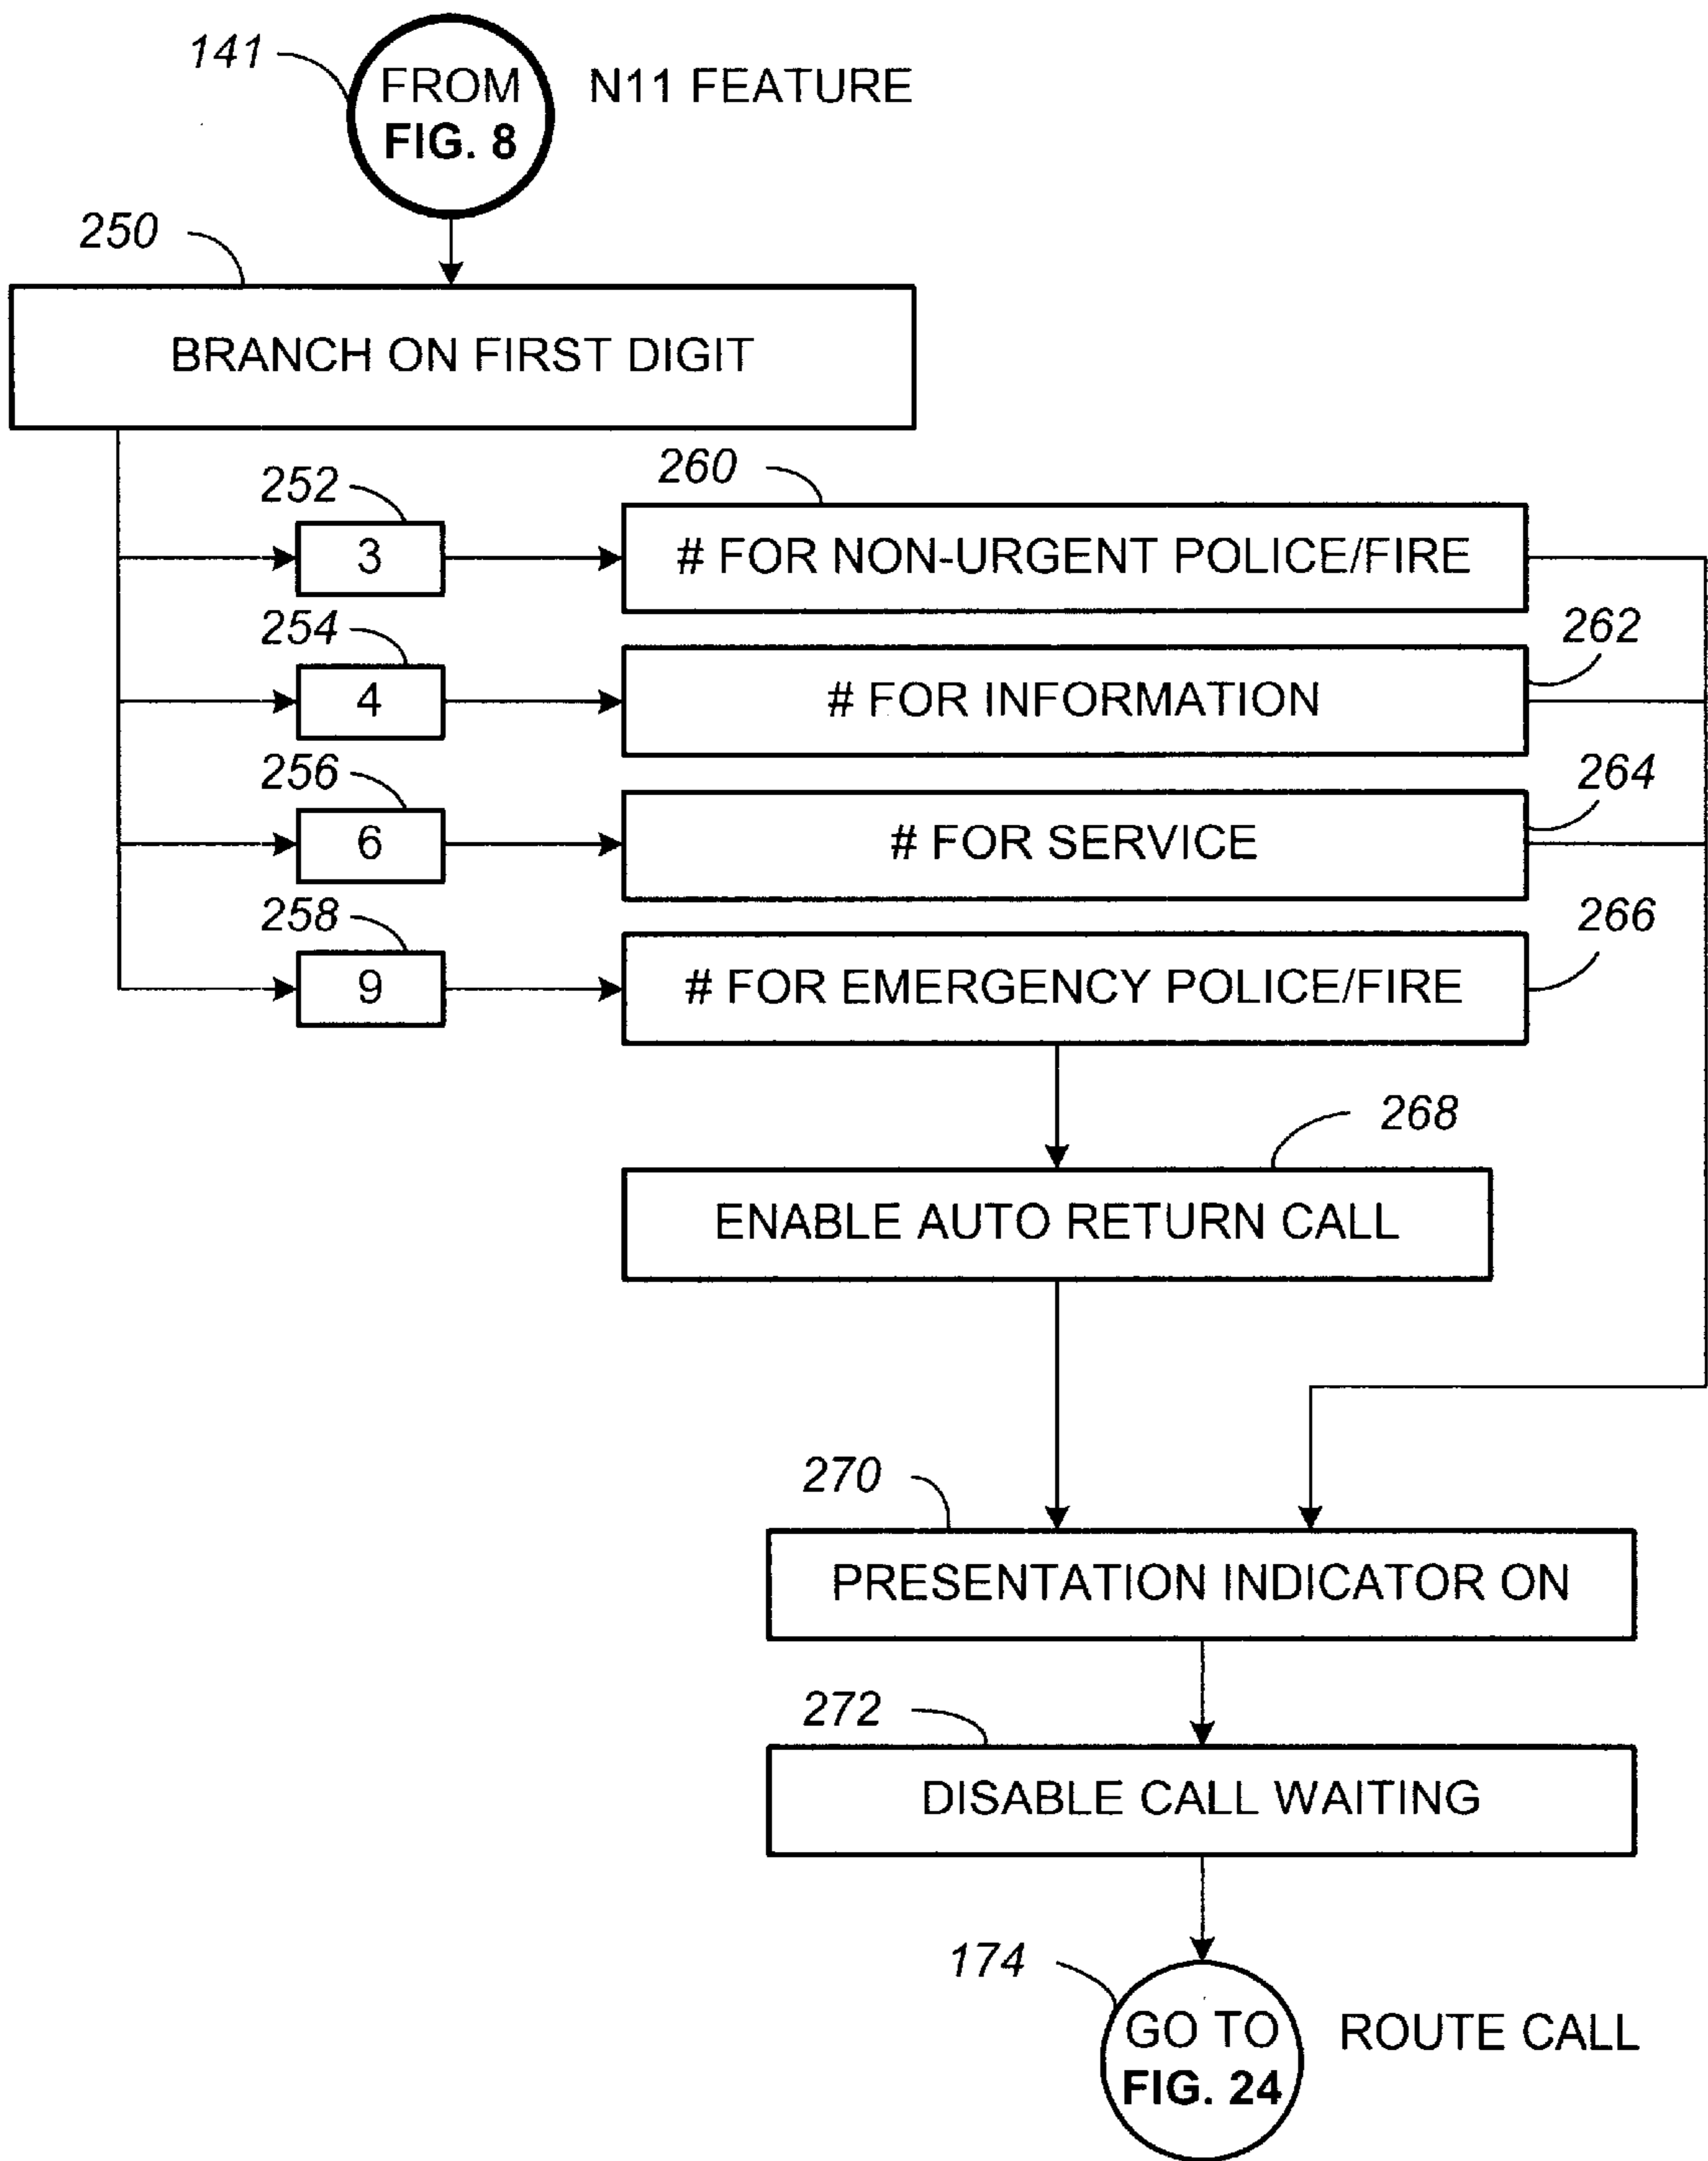 141
FROM
FIG. 8
N11 FEATURE
250
BRANCH ON FIRST DIGIT
252
3
260
# FOR NON-URGENT POLICE/FIRE
254
4
# FOR INFORMATION
262
256
6
# FOR SERVICE
264
258
9
# FOR EMERGENCY POLICE/FIRE
266
268
ENABLE AUTO RETURN CALL
270
PRESENTATION INDICATOR ON
272
DISABLE CALL WAITING
174
GO TO
FIG. 24
ROUTE CALL